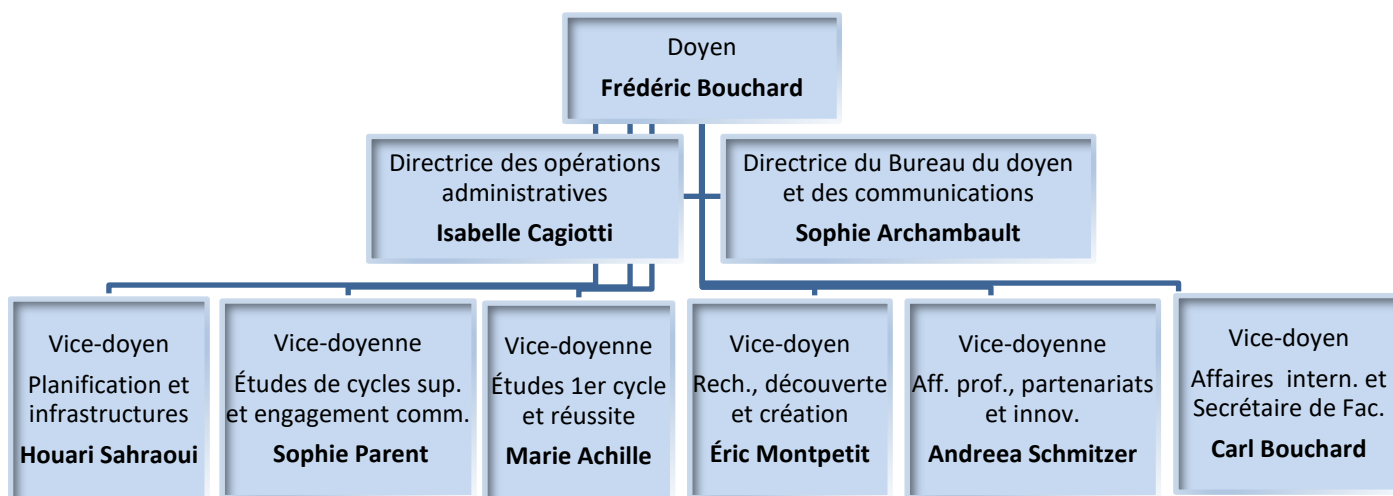 Doyen
Frédéric Bouchard
Directrice des opérations
administratives
Isabelle Cagiotti
Directrice du Bureau du doyen
et des communications
Sophie Archambault
Vice-doyen
Planification et
infrastructures
Houari Sahraoui
Vice-doyenne
Études de cycles sup.
et engagement comm.
Sophie Parent
Vice-doyenne
Études 1er cycle
et réussite
Marie Achille
Vice-doyen
Rech., découverte
et création
Éric Montpetit
Vice-doyenne
Aff. prof., partenariats
et innov.
Andreea Schmitzer
Vice-doyen
Affaires intern. et
Secrétaire de Fac.
Carl Bouchard